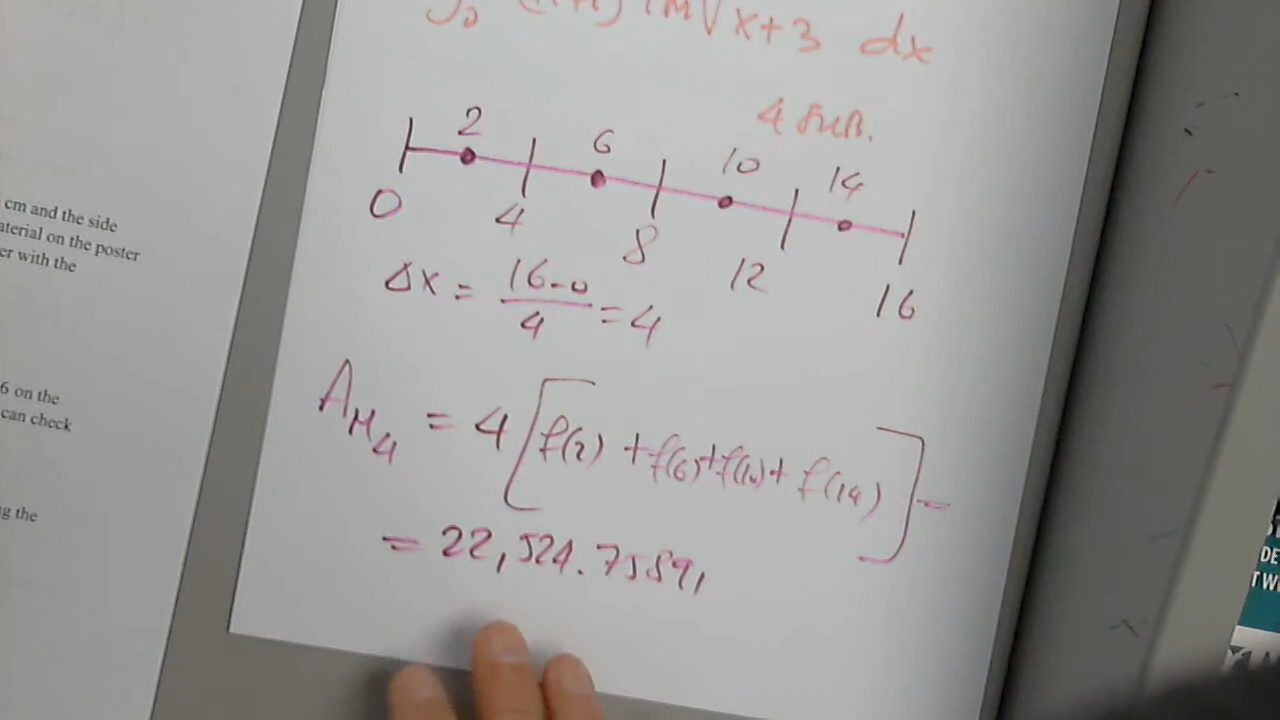 √x+3 dx
4 sub.
2 6 10 14
0 4 8 12 16
Δx = 16-0/4 = 4
A_M4 = 4 [f(2) + f(6) + f(10) + f(14)] =
= 22,524.75891
cm and the side
aterial on the poster
er with the
6 on the
can check
g the
DE